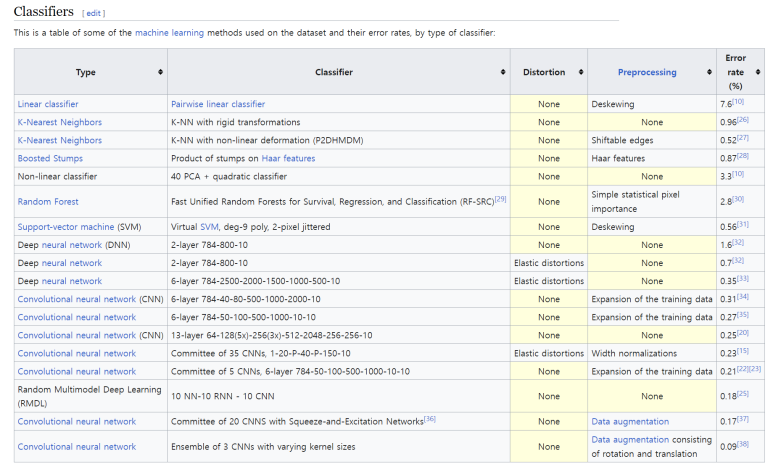 Classifiers [ edit ]
This is a table of some of the machine learning methods used on the dataset and their error rates, by type of classifier:
Type Classifier Distortion Preprocessing Error rate (%)
Linear classifier Pairwise linear classifier None Deskewing 7.6[10]
K-Nearest Neighbors K-NN with rigid transformations None None 0.96[26]
K-Nearest Neighbors K-NN with non-linear deformation (P2DHMDM) None Shiftable edges 0.52[27]
Boosted Stumps Product of stumps on Haar features None Haar features 0.87[28]
Non-linear classifier 40 PCA + quadratic classifier None None 3.3[10]
Random Forest Fast Unified Random Forests for Survival, Regression, and Classification (RF-SRC)[29] None Simple statistical pixel importance 2.8[30]
Support-vector machine (SVM) Virtual SVM, deg-9 poly, 2-pixel jittered None Deskewing 0.56[31]
Deep neural network (DNN) 2-layer 784-800-10 None None 1.6[32]
Deep neural network 2-layer 784-800-10 Elastic distortions None 0.7[32]
Deep neural network 6-layer 784-2500-2000-1500-1000-500-10 Elastic distortions None 0.35[33]
Convolutional neural network (CNN) 6-layer 784-40-80-500-1000-2000-10 None Expansion of the training data 0.31[34]
Convolutional neural network 6-layer 784-50-100-500-1000-10-10 None Expansion of the training data 0.27[35]
Convolutional neural network (CNN) 13-layer 64-128(5x)-256(3x)-512-2048-256-256-10 None None 0.25[20]
Convolutional neural network Committee of 35 CNNs, 1-20-P-40-P-150-10 Elastic distortions Width normalizations 0.23[15]
Convolutional neural network Committee of 5 CNNs, 6-layer 784-50-100-500-1000-10-10 None Expansion of the training data 0.21[22][23]
Random Multimodel Deep Learning (RMDL) 10 NN-10 RNN - 10 CNN None None 0.18[25]
Convolutional neural network Committee of 20 CNNS with Squeeze-and-Excitation Networks[36] None Data augmentation 0.17[37]
Convolutional neural network Ensemble of 3 CNNs with varying kernel sizes None Data augmentation consisting of rotation and translation 0.09[38]